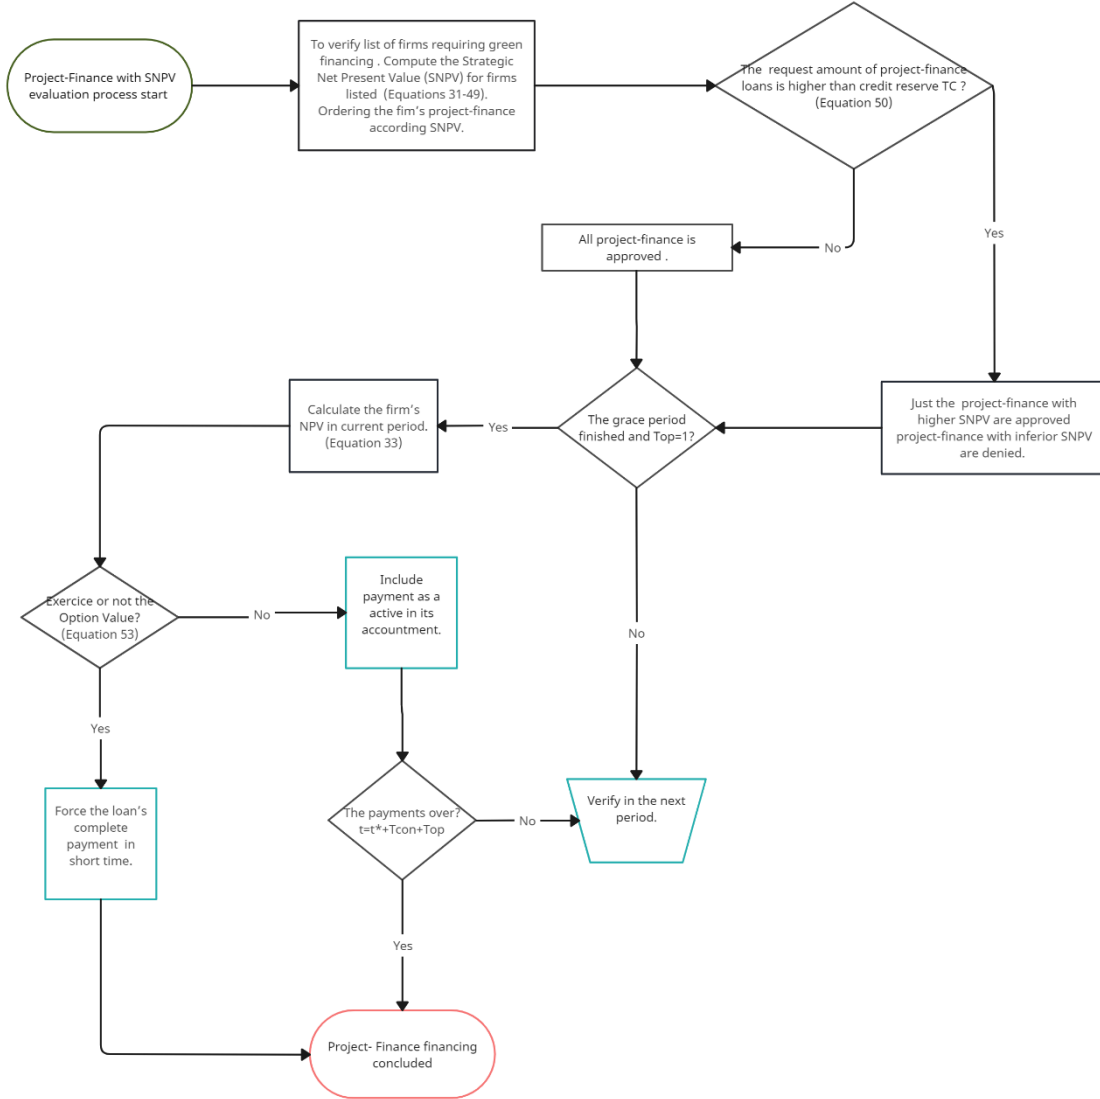 Project-Finance with SNPV
evaluation process start
To verify list of firms requiring green
financing . Compute the Strategic
Net Present Value (SNPV) for firms
listed (Equations 31-49).
Ordering the fim's project-finance
according SNPV.
The request amount of project-finance
loans is higher than credit reserve TC ?
(Equation 50)
No
Yes
All project-finance is
approved .
Calculate the firm's
NPV in current period.
(Equation 33)
Yes
The grace period
finished and Top=1?
Just the project-finance with
higher SNPV are approved
project-finance with inferior SNPV
are denied.
Exercice or not the
Option Value?
(Equation 53)
No
Include
payment as a
active in its
accountment.
No
Yes
Force the loan's
complete
payment in
short time.
The payments over?
t=t*+Tcon+Top
No
Verify in the next
period.
Yes
Project- Finance financing
concluded